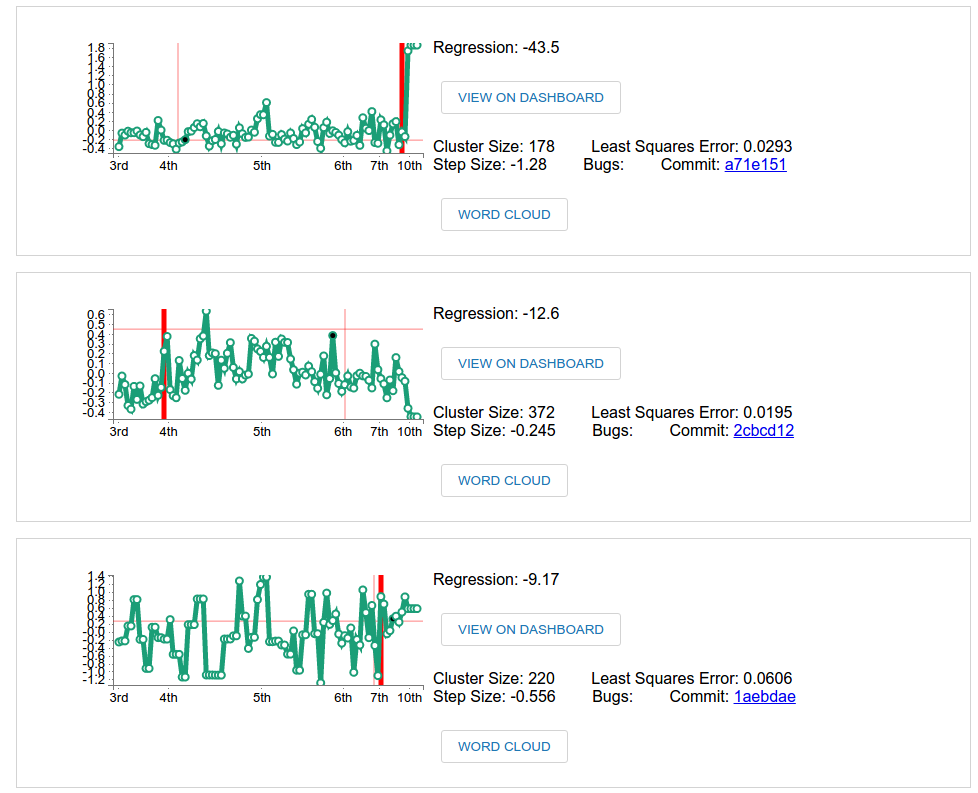 1.8
1.6
1.4
1.2
1.0
0.8
0.6
0.4
0.2
0.0
-0.2
-0.4
3rd 4th 5th 6th 7th 10th
Regression: -43.5
VIEW ON DASHBOARD
Cluster Size: 178 Least Squares Error: 0.0293
Step Size: -1.28 Bugs: Commit: a71e151
WORD CLOUD
0.6
0.5
0.4
0.3
0.2
0.1
0.0
-0.1
-0.2
-0.3
-0.4
3rd 4th 5th 6th 7th 10th
Regression: -12.6
VIEW ON DASHBOARD
Cluster Size: 372 Least Squares Error: 0.0195
Step Size: -0.245 Bugs: Commit: 2cbcd12
WORD CLOUD
1.4
1.2
1.0
0.8
0.6
0.4
0.2
-0.0
-0.2
-0.4
-0.6
-0.8
-1.0
-1.2
3rd 4th 5th 6th 7th 10th
Regression: -9.17
VIEW ON DASHBOARD
Cluster Size: 220 Least Squares Error: 0.0606
Step Size: -0.556 Bugs: Commit: 1aebdae
WORD CLOUD